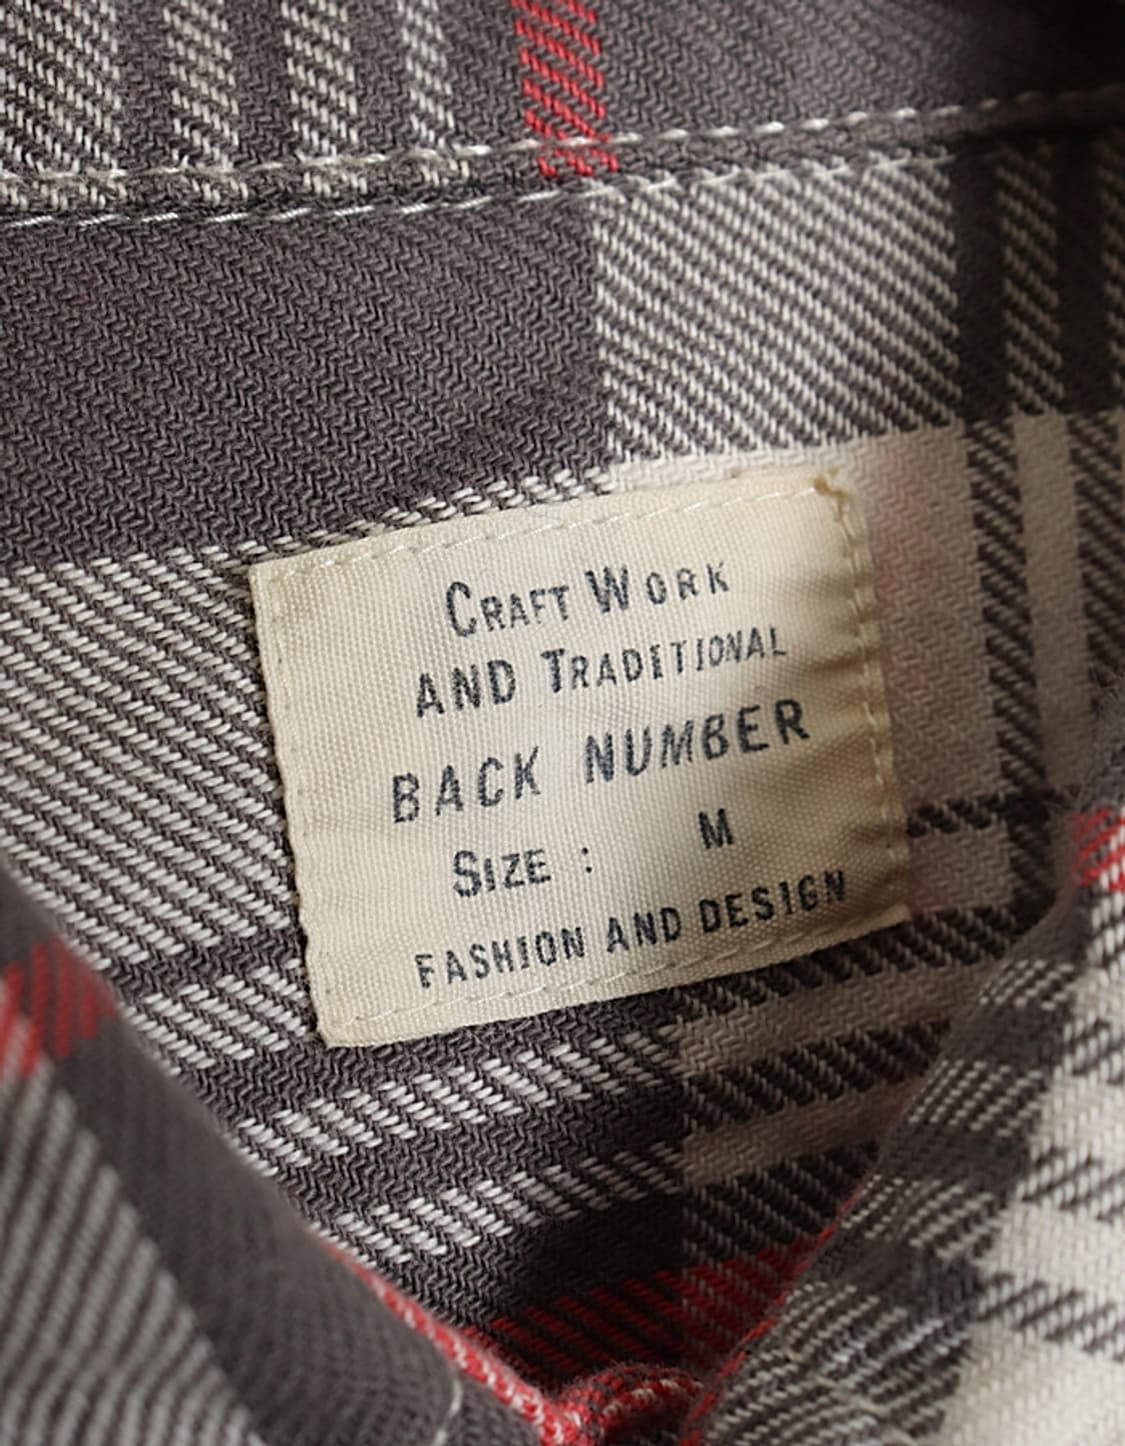 Craft Work
and Traditional
BACK NUMBER
Size : M
FASHION AND DESIGN